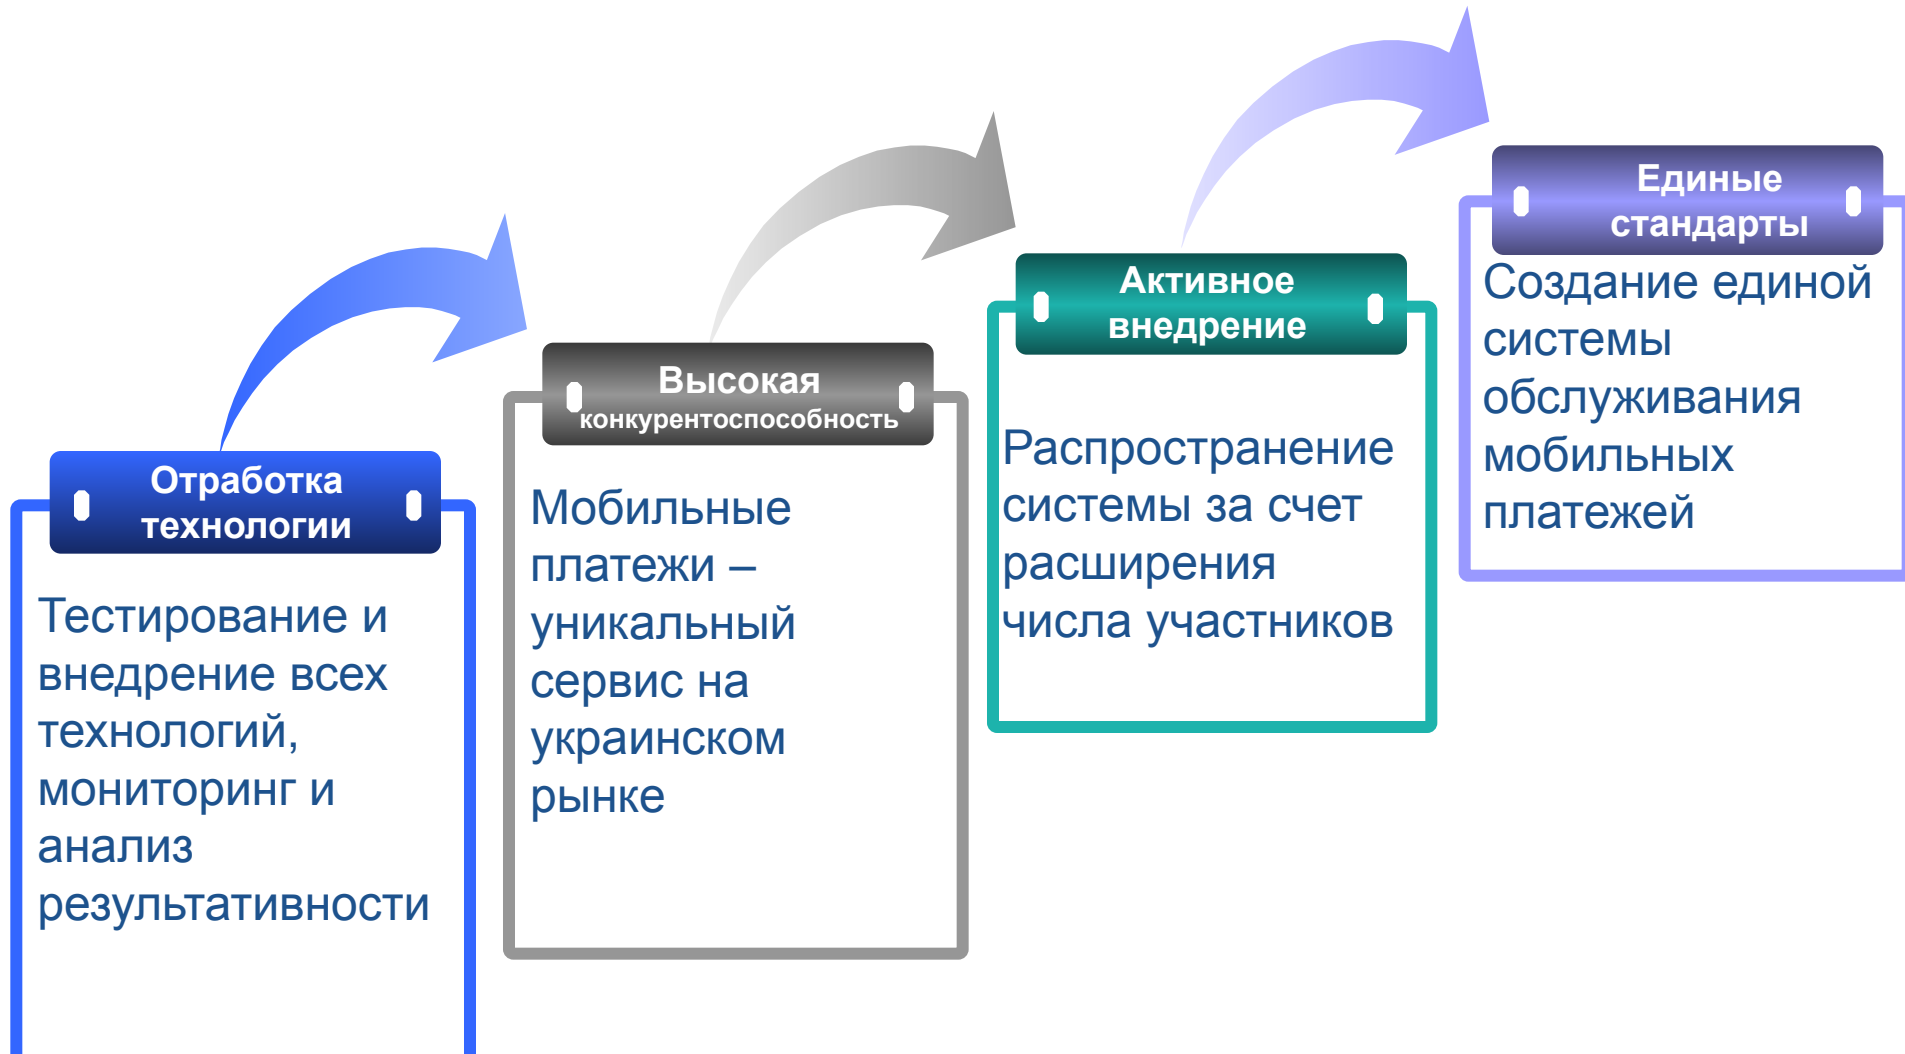 Отработка
технологии
Тестирование и
внедрение всех
технологий,
мониторинг и
анализ
результативности
Высокая
конкурентоспособность
Мобильные
платежи –
уникальный
сервис на
украинском
рынке
Активное
внедрение
Распространение
системы за счет
расширения
числа участников
Единые
стандарты
Создание единой
системы
обслуживания
мобильных
платежей